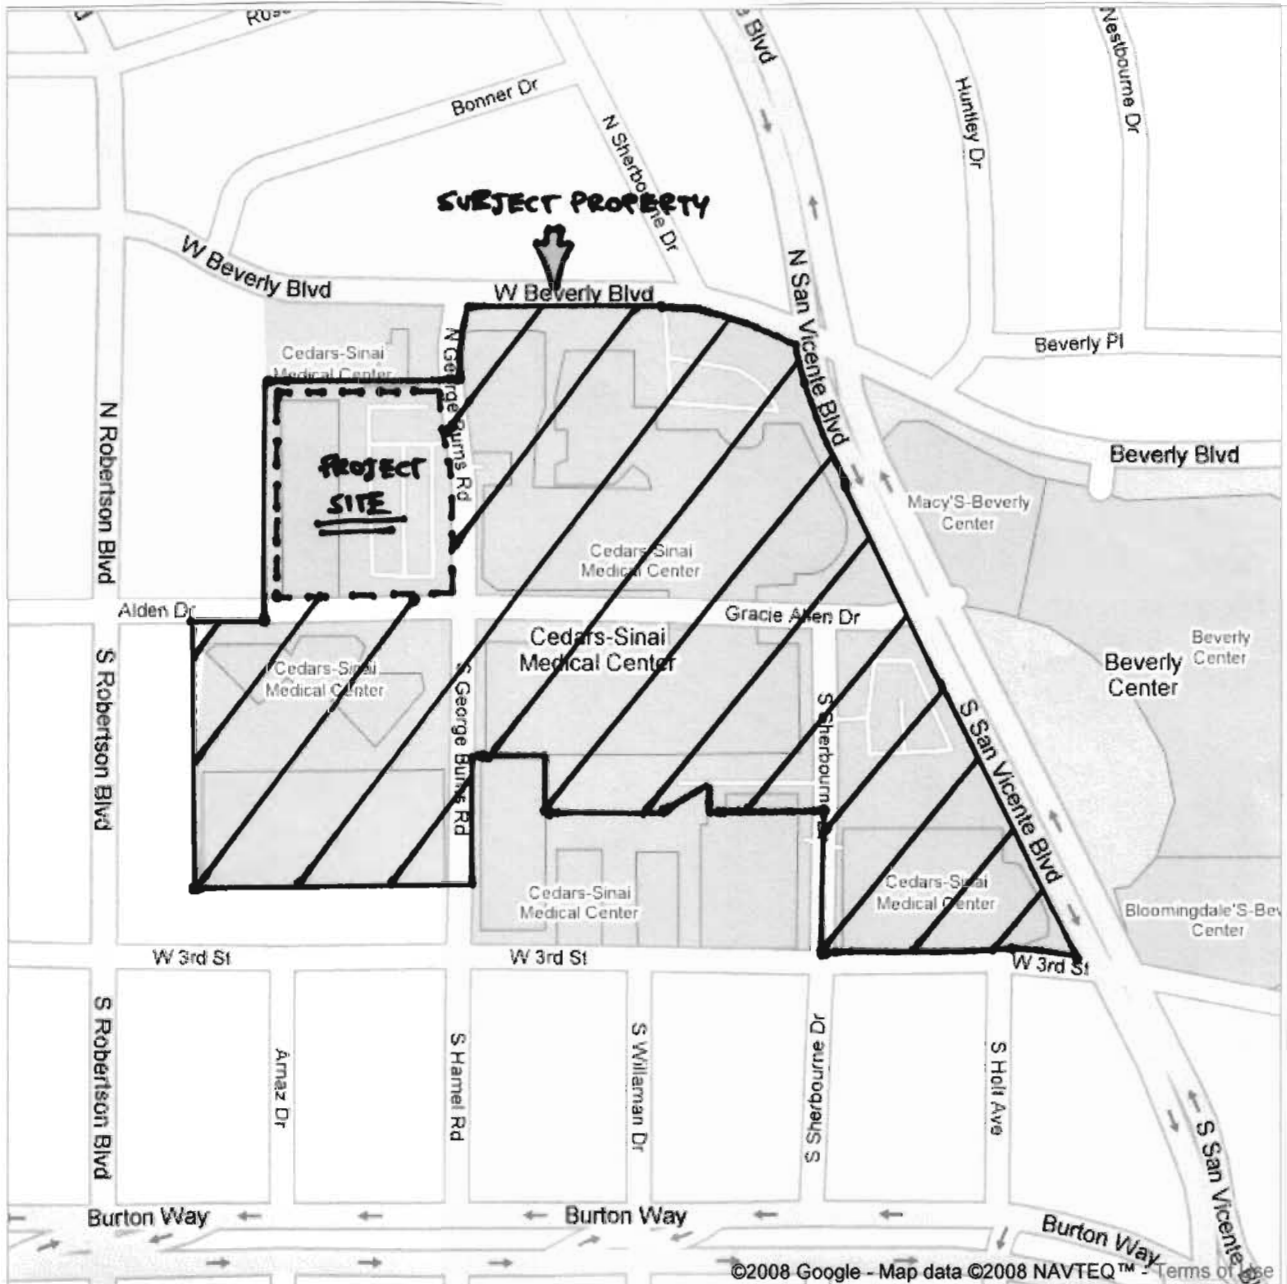 Bonner Dr
N Sherbourne Dr
Blvd
Huntley Dr
Nestbourne Dr
SUBJECT PROPERTY
W Beverly Blvd
W Beverly Blvd
N San Vicente Blvd
Beverly Pl
Cedars-Sinai
Medical Center
N George Burns Rd
N Robertson Blvd
PROJECT
SITE
Beverly Blvd
Macy'S-Beverly
Center
Cedars-Sinai
Medical Center
Alden Dr
Gracie Allen Dr
Cedars-Sinai
Medical Center
Cedars-Sinai
Medical Center
Beverly
Center
Beverly
Center
S Robertson Blvd
S George Burns Rd
S Sherbourne D
S San Vicente Blvd
Cedars-Sinai
Medical Center
Cedars-Sinai
Medical Center
Bloomingdale'S-Bev
Center
W 3rd St
W 3rd St
W 3rd St
S Robertson Blvd
Arnaz Dr
S Hamel Rd
S Willaman Dr
S Sherbourne Dr
S Holt Ave
S San Vicente B
Burton Way
Burton Way
Burton Way
©2008 Google - Map data ©2008 NAVTEQ™ - Terms of Use